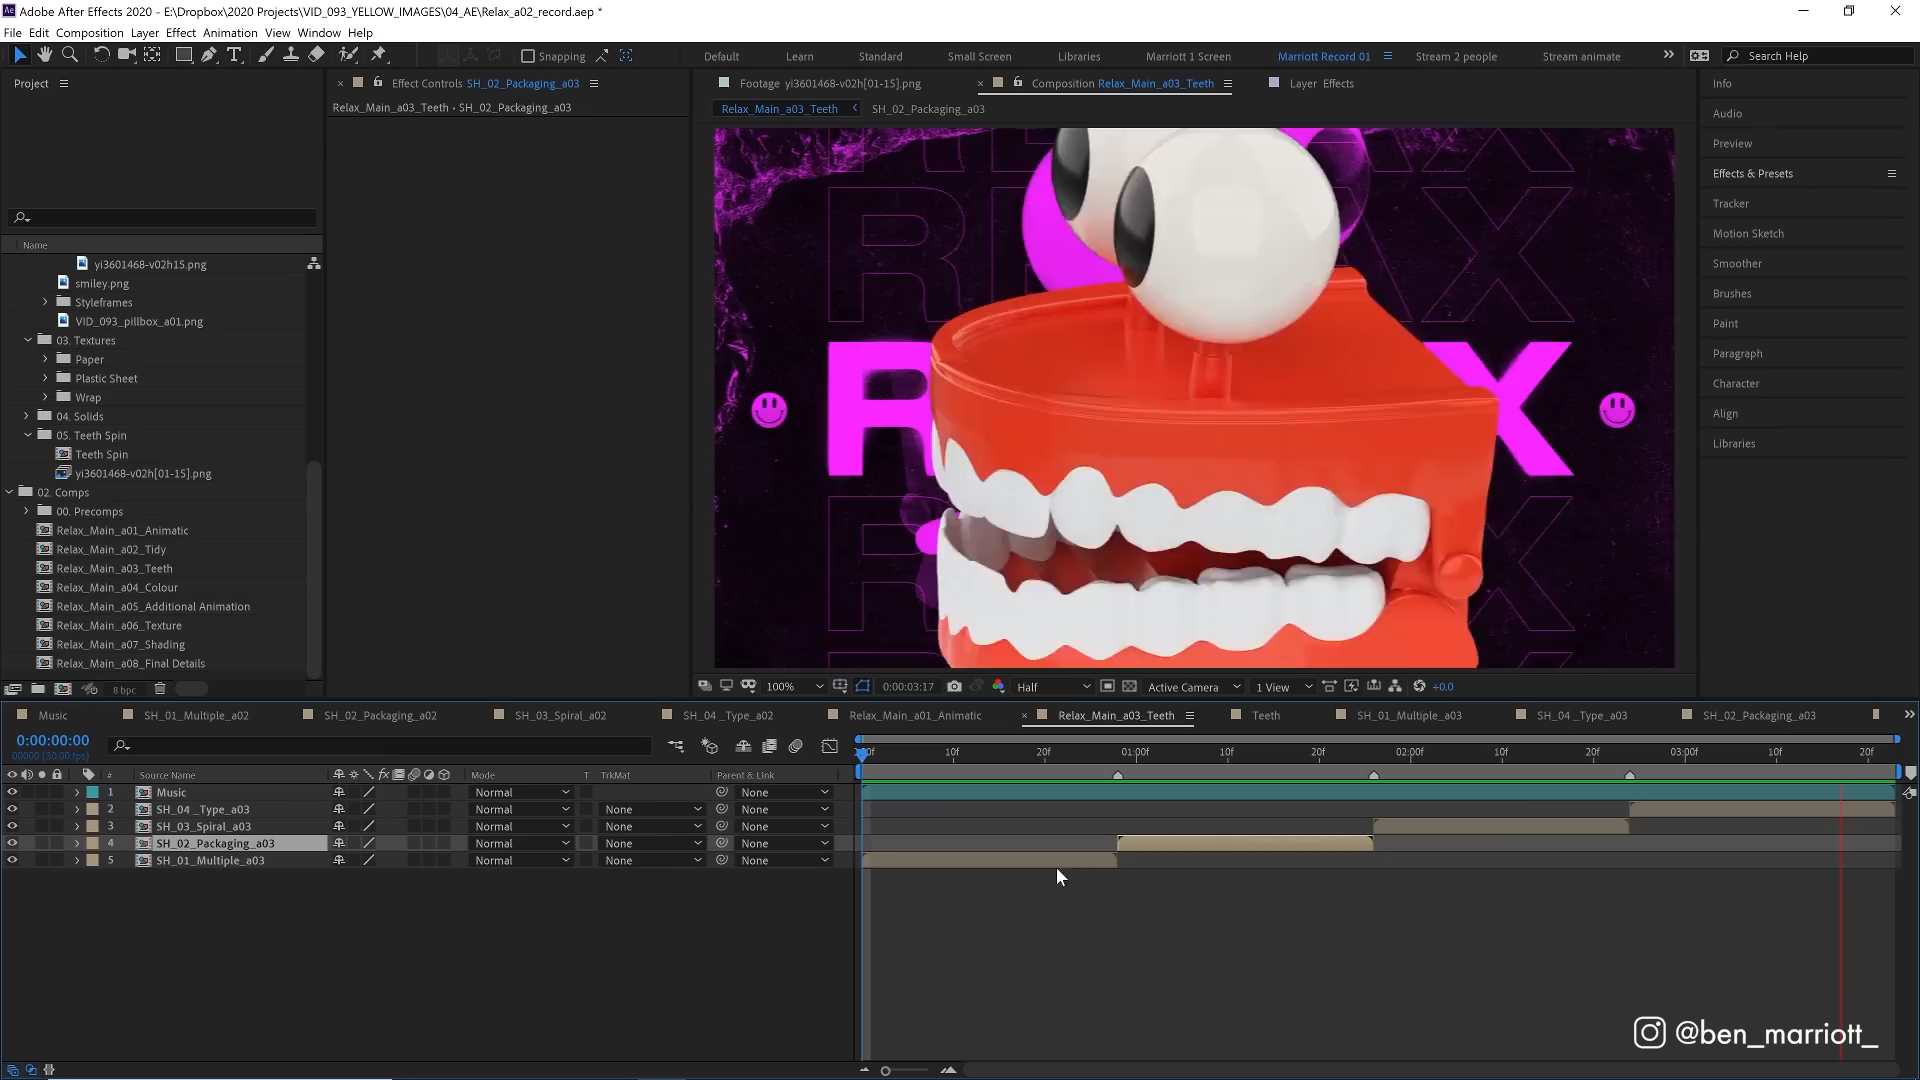 Adobe After Effects 2020 - E:\Dropbox\2020 Projects\VID_093_YELLOW_IMAGES\04_AE\Relax_a02_record.aep *
File Edit Composition Layer Effect Animation View Window Help
Snapping
Default Learn Standard Small Screen Libraries Marriott 1 Screen Marriott Record 01 Stream 2 people Stream animate
Search Help
Project
Effect Controls SH_02_Packaging_a03
Relax_Main_a03_Teeth • SH_02_Packaging_a03
Footage yi3601468-v02h[01-15].png
Composition Relax_Main_a03_Teeth
Layer Effects
Relax_Main_a03_Teeth
SH_02_Packaging_a03
Name
yi3601468-v02h15.png
smiley.png
Styleframes
VID_093_pillbox_a01.png
03. Textures
Paper
Plastic Sheet
Wrap
04. Solids
05. Teeth Spin
Teeth Spin
yi3601468-v02h[01-15].png
02. Comps
00. Precomps
Relax_Main_a01_Animatic
Relax_Main_a02_Tidy
Relax_Main_a03_Teeth
Relax_Main_a04_Colour
Relax_Main_a05_Additional Animation
Relax_Main_a06_Texture
Relax_Main_a07_Shading
Relax_Main_a08_Final Details
8 bpc
R X
100%
0:00:03:17
Half
Active Camera
1 View
+0.0
Info
Audio
Preview
Effects & Presets
Tracker
Motion Sketch
Smoother
Brushes
Paint
Paragraph
Character
Align
Libraries
Music SH_01_Multiple_a02 SH_02_Packaging_a02 SH_03_Spiral_a02 SH_04 _Type_a02 Relax_Main_a01_Animatic Relax_Main_a03_Teeth Teeth SH_01_Multiple_a03 SH_04 _Type_a03 SH_02_Packaging_a03
0:00:00:00
00000 (30.00 fps)
10f 20f 01:00f 10f 20f 02:00f 10f 20f 03:00f 10f 20f
# Source Name Mode T TrkMat Parent & Link
1 Music Normal None
2 SH_04 _Type_a03 Normal None None
3 SH_03_Spiral_a03 Normal None None
4 SH_02_Packaging_a03 Normal None None
5 SH_01_Multiple_a03 Normal None None
@ben_marriott_